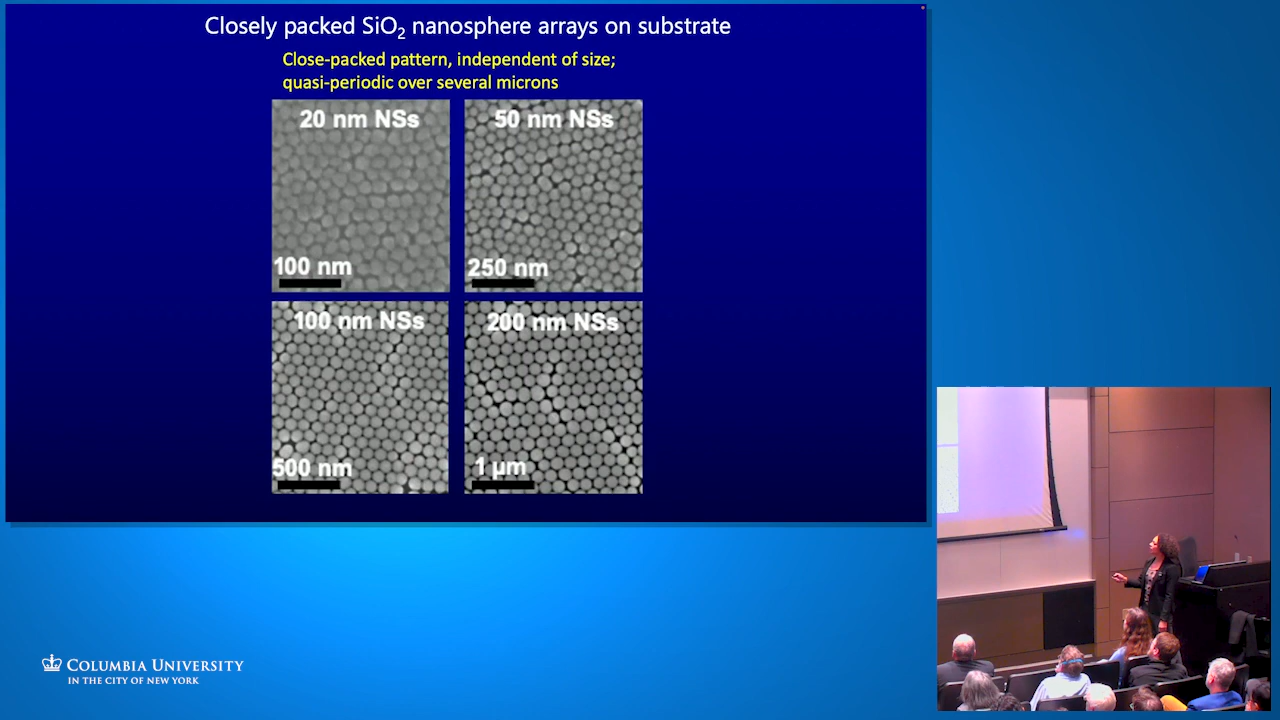 Closely packed SiO₂ nanosphere arrays on substrate
Close-packed pattern, independent of size;
quasi-periodic over several microns
20 nm NSs
100 nm
50 nm NSs
250 nm
100 nm NSs
500 nm
200 nm NSs
1 µm
COLUMBIA UNIVERSITY
IN THE CITY OF NEW YORK